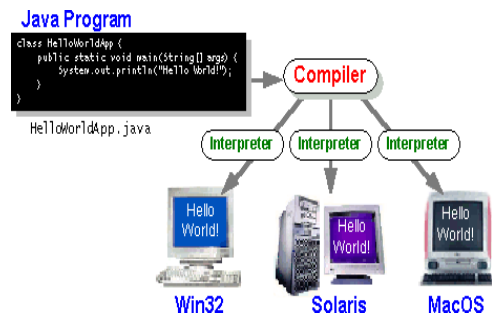 Java Program
class HelloWorldApp {
public static void main(String[] args) {
System.out.println("Hello World!");
}
}
HelloWorldApp.java
Compiler
Interpreter Interpreter Interpreter
Hello World!
Hello World!
Hello World!
Win32 Solaris MacOS